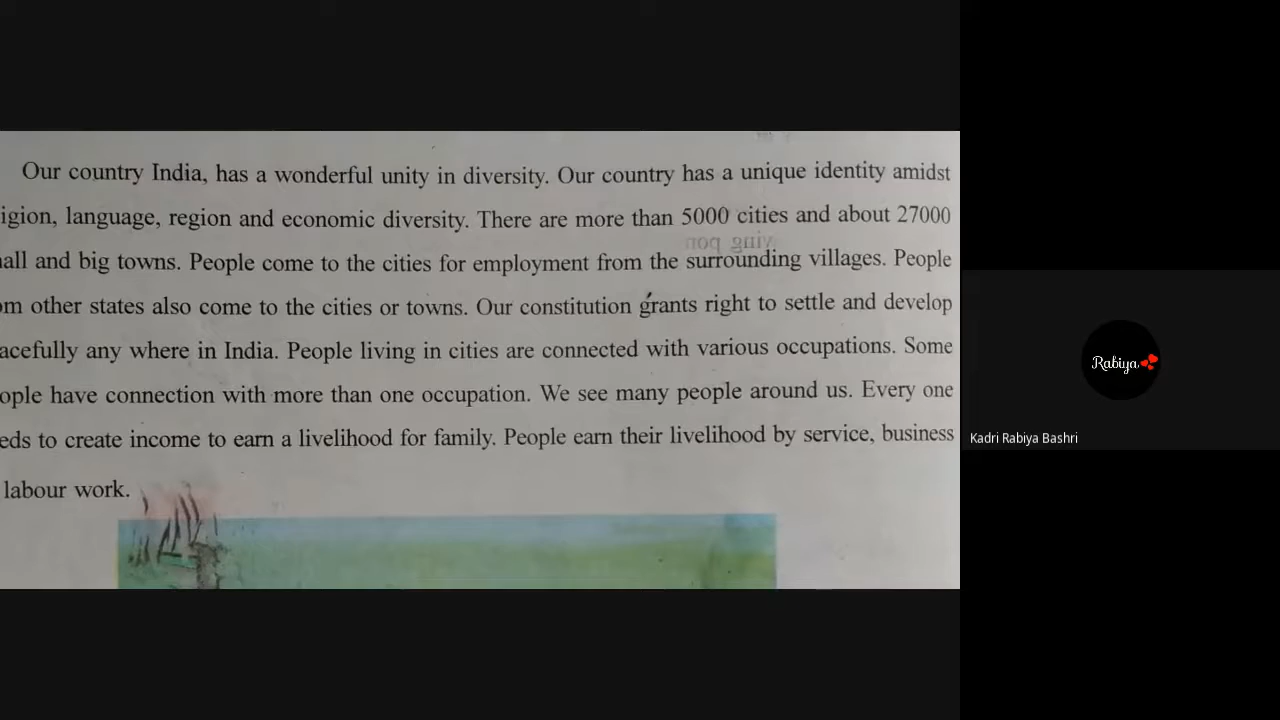 Our country India, has a wonderful unity in diversity. Our country has a unique identity amidst
igion, language, region and economic diversity. There are more than 5000 cities and about 27000
all and big towns. People come to the cities for employment from the surrounding villages. People
om other states also come to the cities or towns. Our constitution grants right to settle and develop
acefully any where in India. People living in cities are connected with various occupations. Some
ople have connection with more than one occupation. We see many people around us. Every one
eds to create income to earn a livelihood for family. People earn their livelihood by service, business
labour work.
Rabiya
Kadri Rabiya Bashri